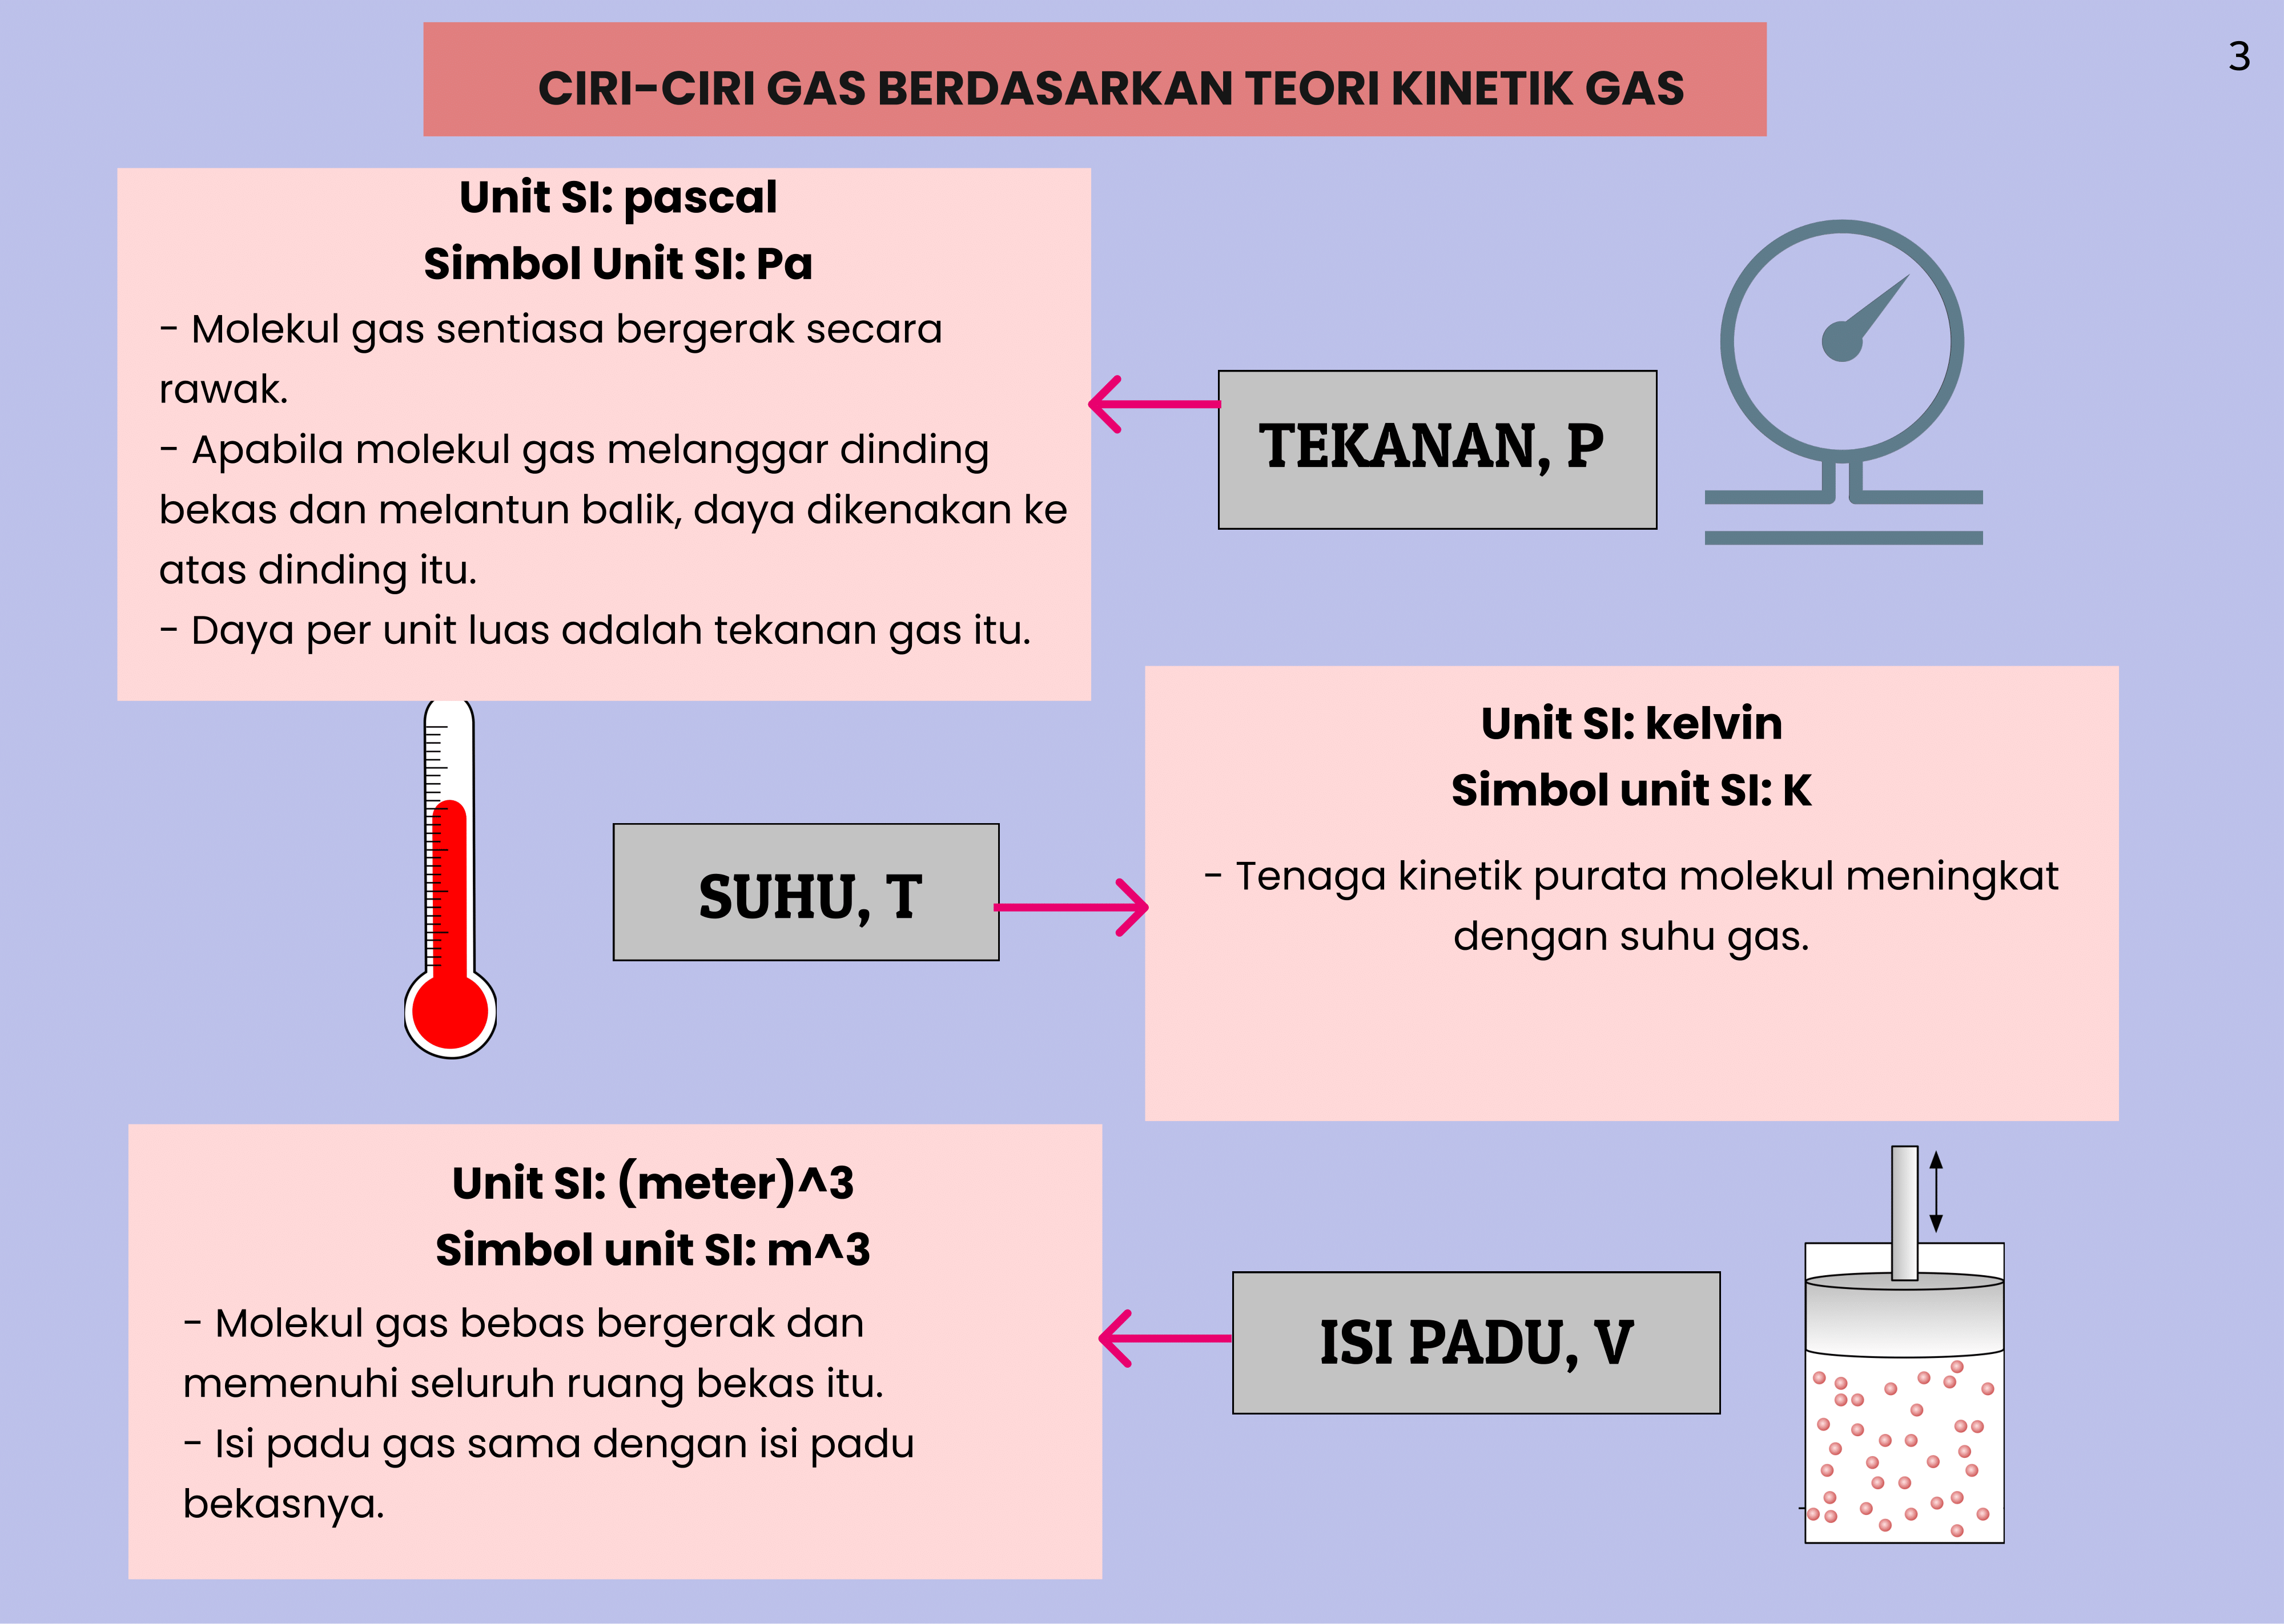 3
CIRI-CIRI GAS BERDASARKAN TEORI KINETIK GAS
Unit SI: pascal
Simbol Unit SI: Pa
- Molekul gas sentiasa bergerak secara
rawak.
- Apabila molekul gas melanggar dinding
bekas dan melantun balik, daya dikenakan ke
atas dinding itu.
- Daya per unit luas adalah tekanan gas itu.
TEKANAN, P
SUHU, T
Unit SI: kelvin
Simbol unit SI: K
- Tenaga kinetik purata molekul meningkat
dengan suhu gas.
Unit SI: (meter)^3
Simbol unit SI: m^3
- Molekul gas bebas bergerak dan
memenuhi seluruh ruang bekas itu.
- Isi padu gas sama dengan isi padu
bekasnya.
ISI PADU, V